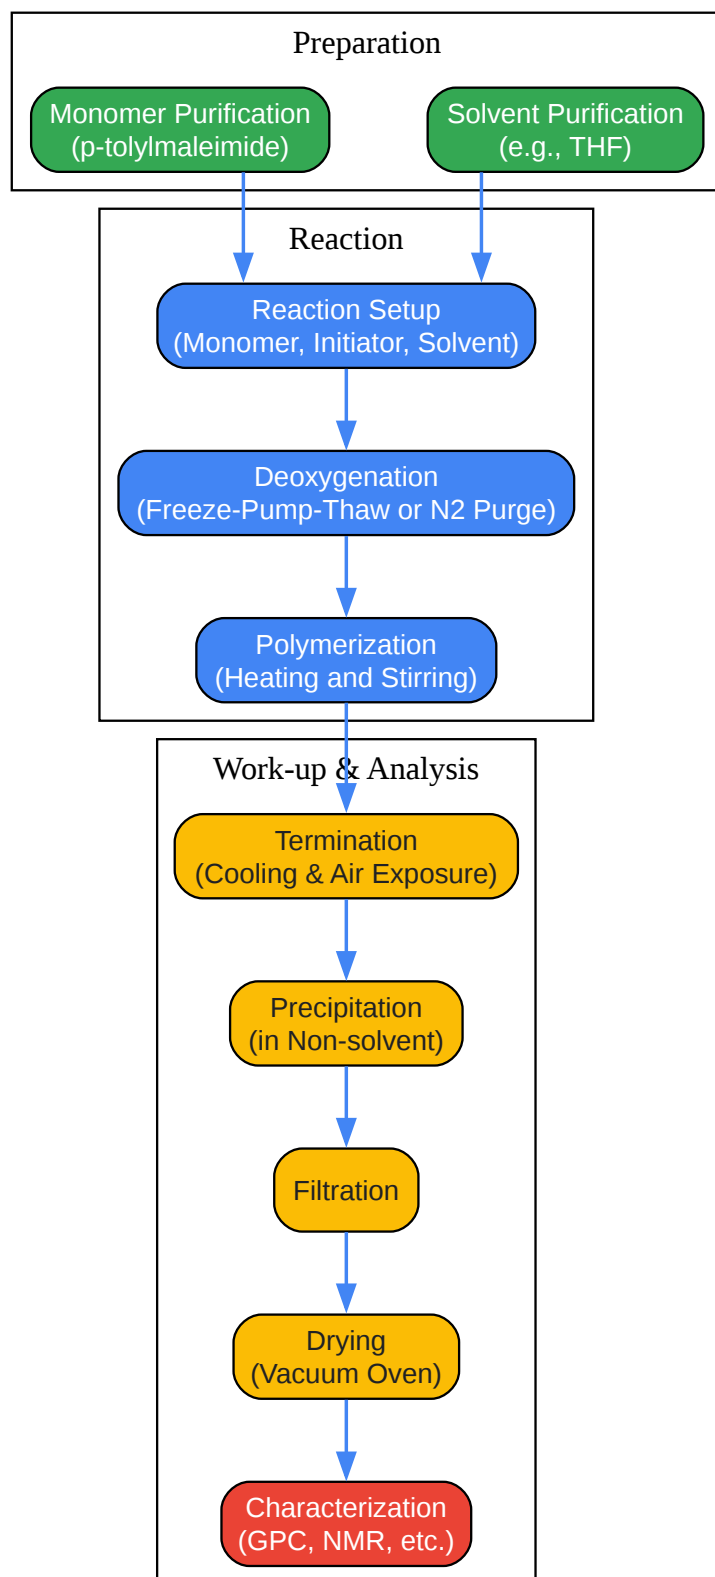 Preparation
Monomer Purification
(p-tolylmaleimide)
Solvent Purification
(e.g., THF)
Reaction
Reaction Setup
(Monomer, Initiator, Solvent)
Deoxygenation
(Freeze-Pump-Thaw or N2 Purge)
Polymerization
(Heating and Stirring)
Work-up & Analysis
Termination
(Cooling & Air Exposure)
Precipitation
(in Non-solvent)
Filtration
Drying
(Vacuum Oven)
Characterization
(GPC, NMR, etc.)